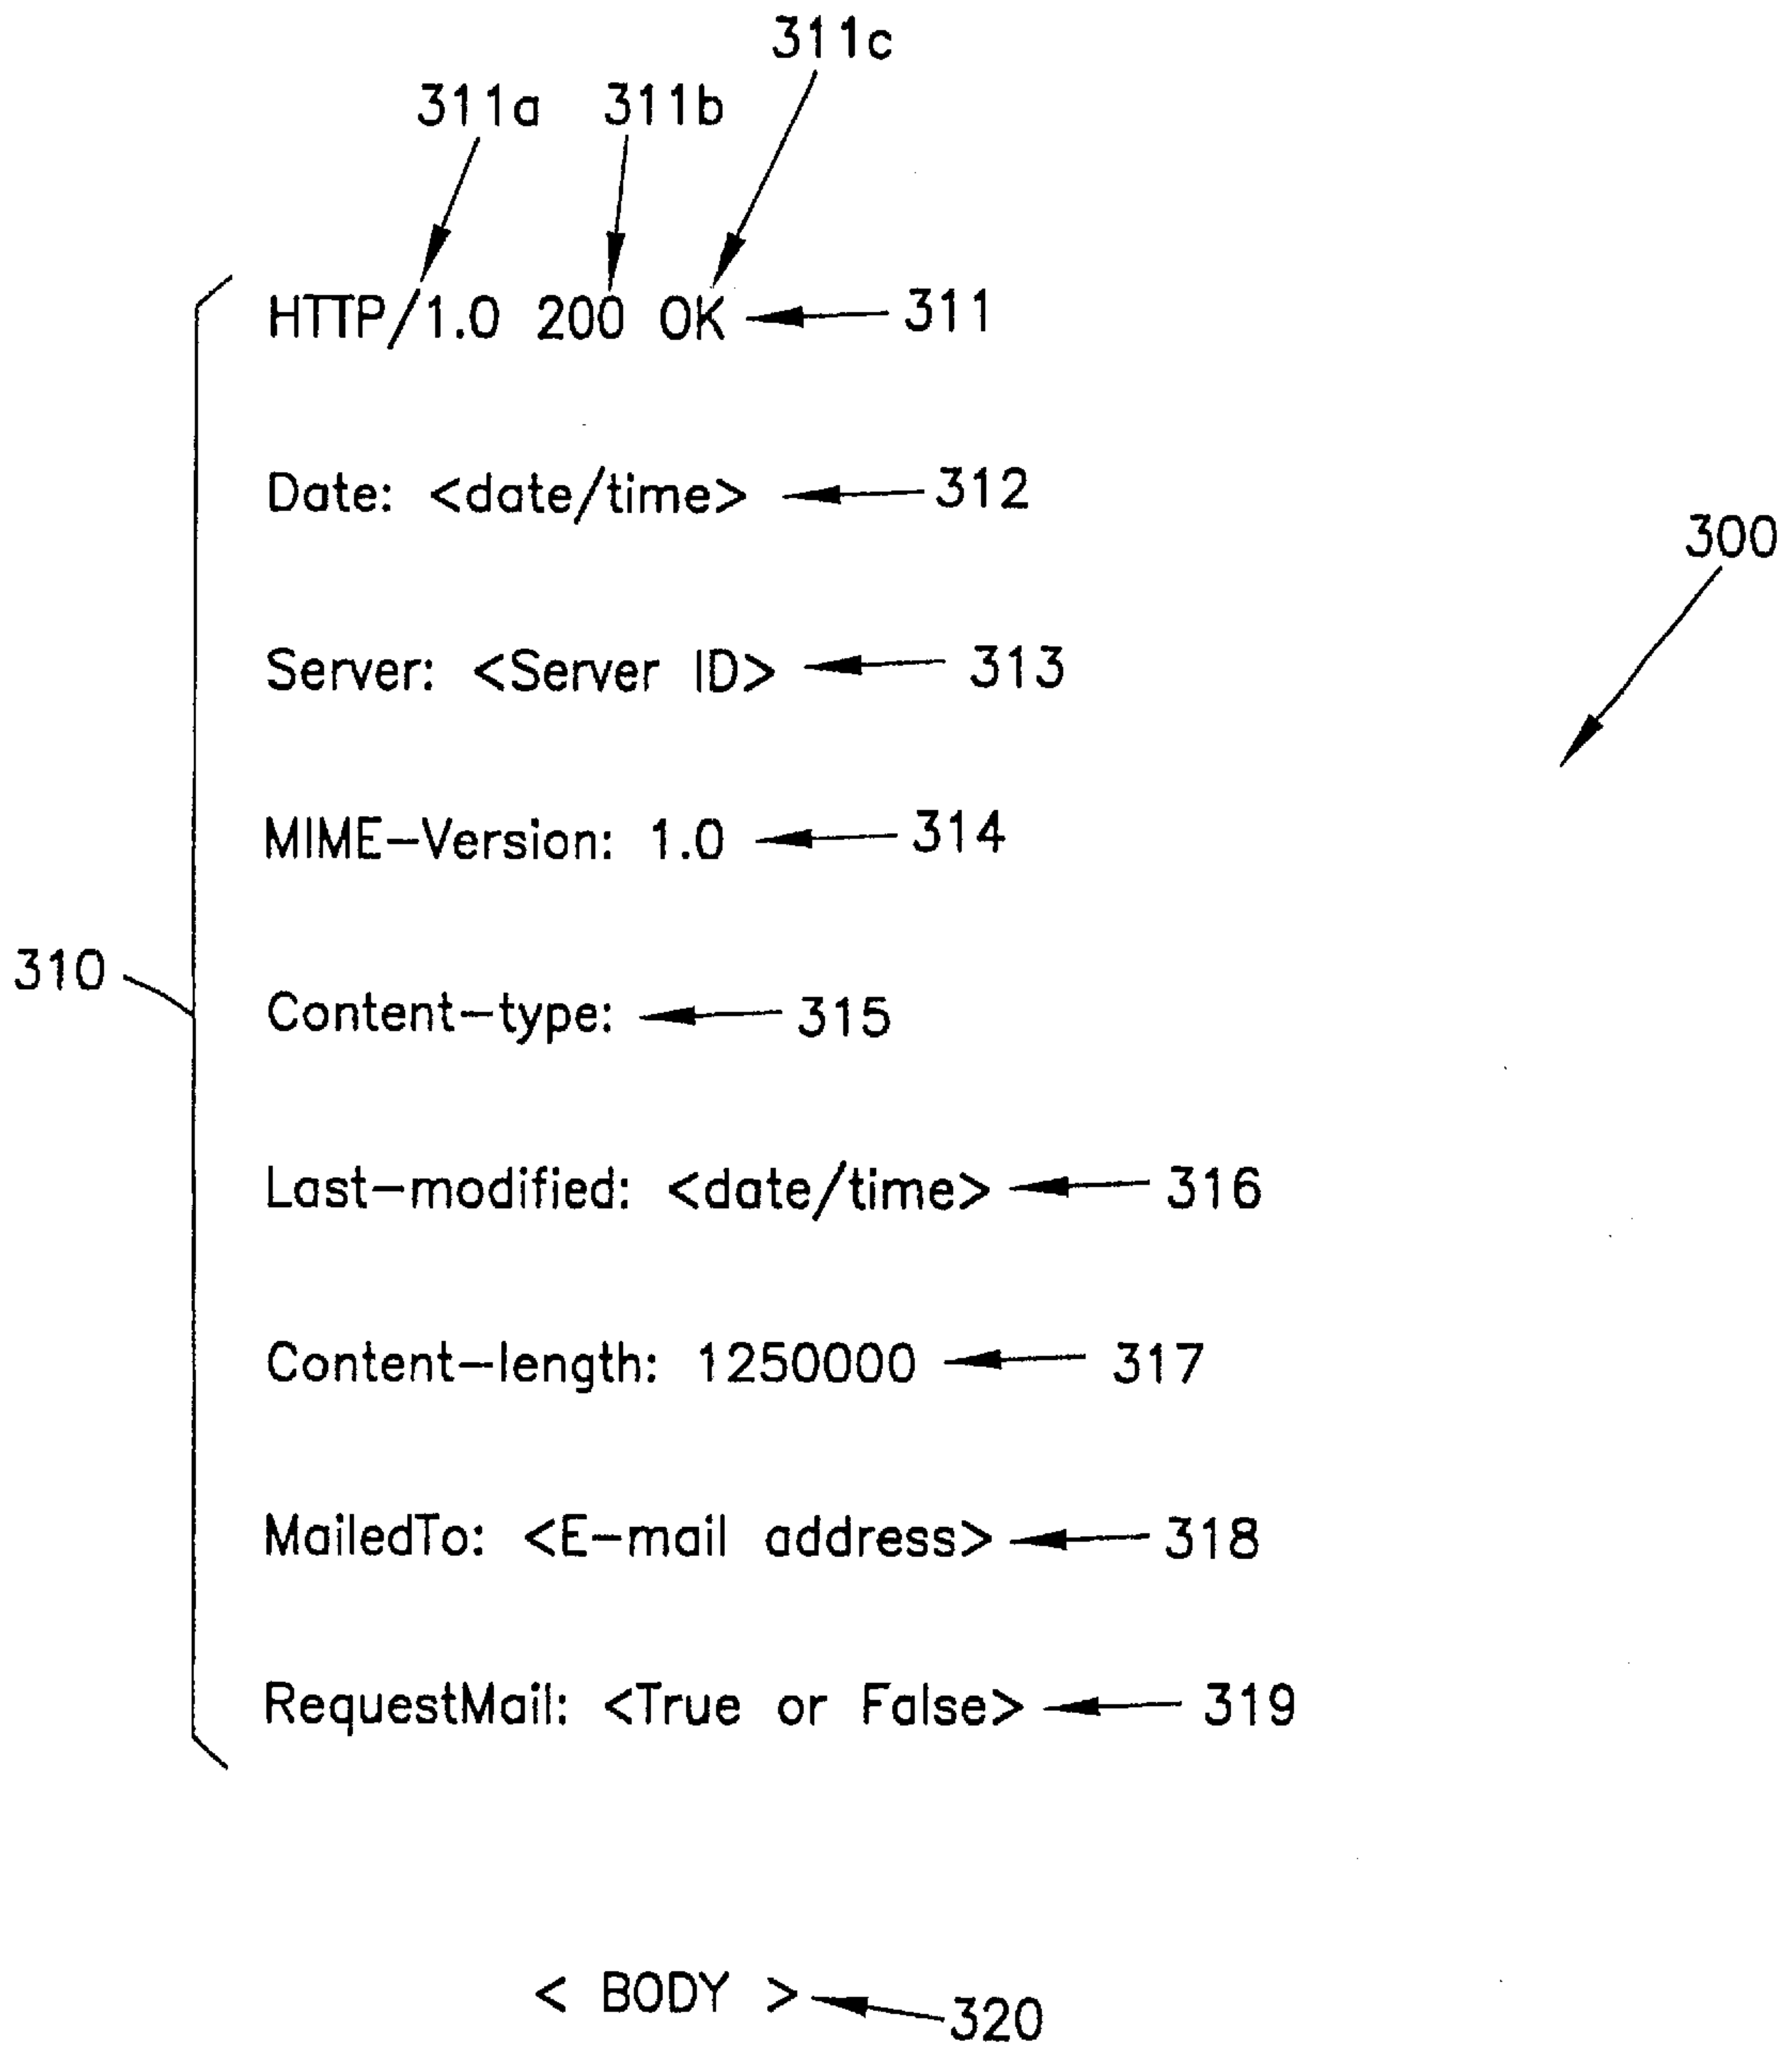 311c
311a 311b
HTTP/1.0 200 OK 311
Date: <date/time> 312
300
Server: <Server ID> 313
MIME-Version: 1.0 314
310
Content-type: 315
Last-modified: <date/time> 316
Content-length: 1250000 317
MailedTo: <E-mail address> 318
RequestMail: <True or False> 319
< BODY > 320